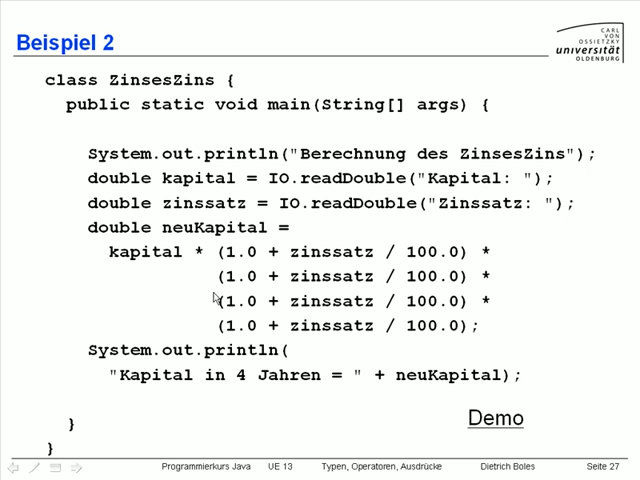 Beispiel 2
CARL
VON
OSSIETZKY
universität
OLDENBURG
class ZinsesZins {
public static void main(String[] args) {
System.out.println("Berechnung des ZinsesZins");
double kapital = IO.readDouble("Kapital: ");
double zinssatz = IO.readDouble("Zinssatz: ");
double neuKapital =
kapital * (1.0 + zinssatz / 100.0) *
(1.0 + zinssatz / 100.0) *
(1.0 + zinssatz / 100.0) *
(1.0 + zinssatz / 100.0);
System.out.println(
"Kapital in 4 Jahren = " + neuKapital);
}
Demo
}
Programmierkurs Java UE 13 Typen, Operatoren, Ausdrücke Dietrich Boles Seite 27